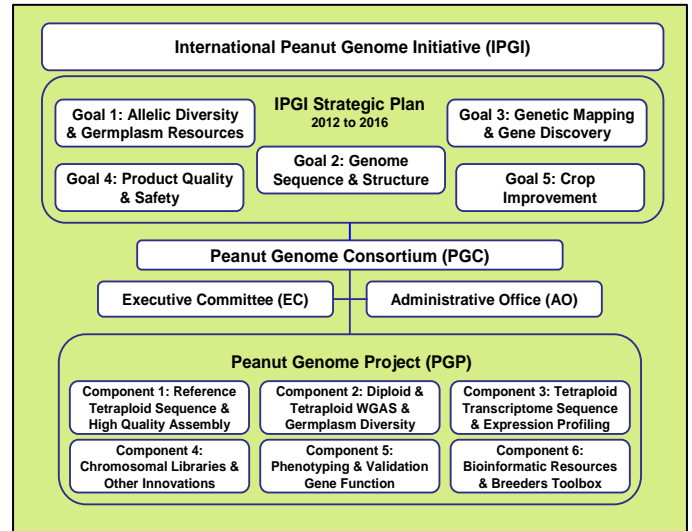 International Peanut Genome Initiative (IPGI)
IPGI Strategic Plan
2012 to 2016
Goal 1: Allelic Diversity
& Germplasm Resources
Goal 2: Genome
Sequence & Structure
Goal 3: Genetic Mapping
& Gene Discovery
Goal 4: Product Quality
& Safety
Goal 5: Crop
Improvement
Peanut Genome Consortium (PGC)
Executive Committee (EC)
Administrative Office (AO)
Peanut Genome Project (PGP)
Component 1: Reference
Tetraploid Sequence &
High Quality Assembly
Component 2: Diploid &
Tetraploid WGAS &
Germplasm Diversity
Component 3: Tetraploid
Transcriptome Sequence
& Expression Profiling
Component 4:
Chromosomal Libraries &
Other Innovations
Component 5:
Phenotyping & Validation
Gene Function
Component 6:
Bioinformatic Resources
& Breeders Toolbox